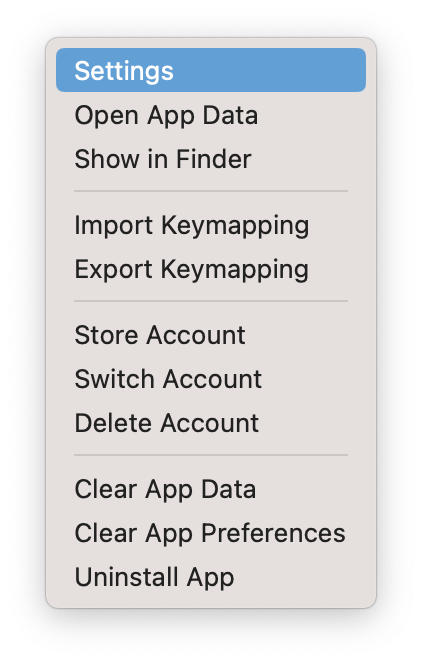 Settings
Open App Data
Show in Finder
Import Keymapping
Export Keymapping
Store Account
Switch Account
Delete Account
Clear App Data
Clear App Preferences
Uninstall App